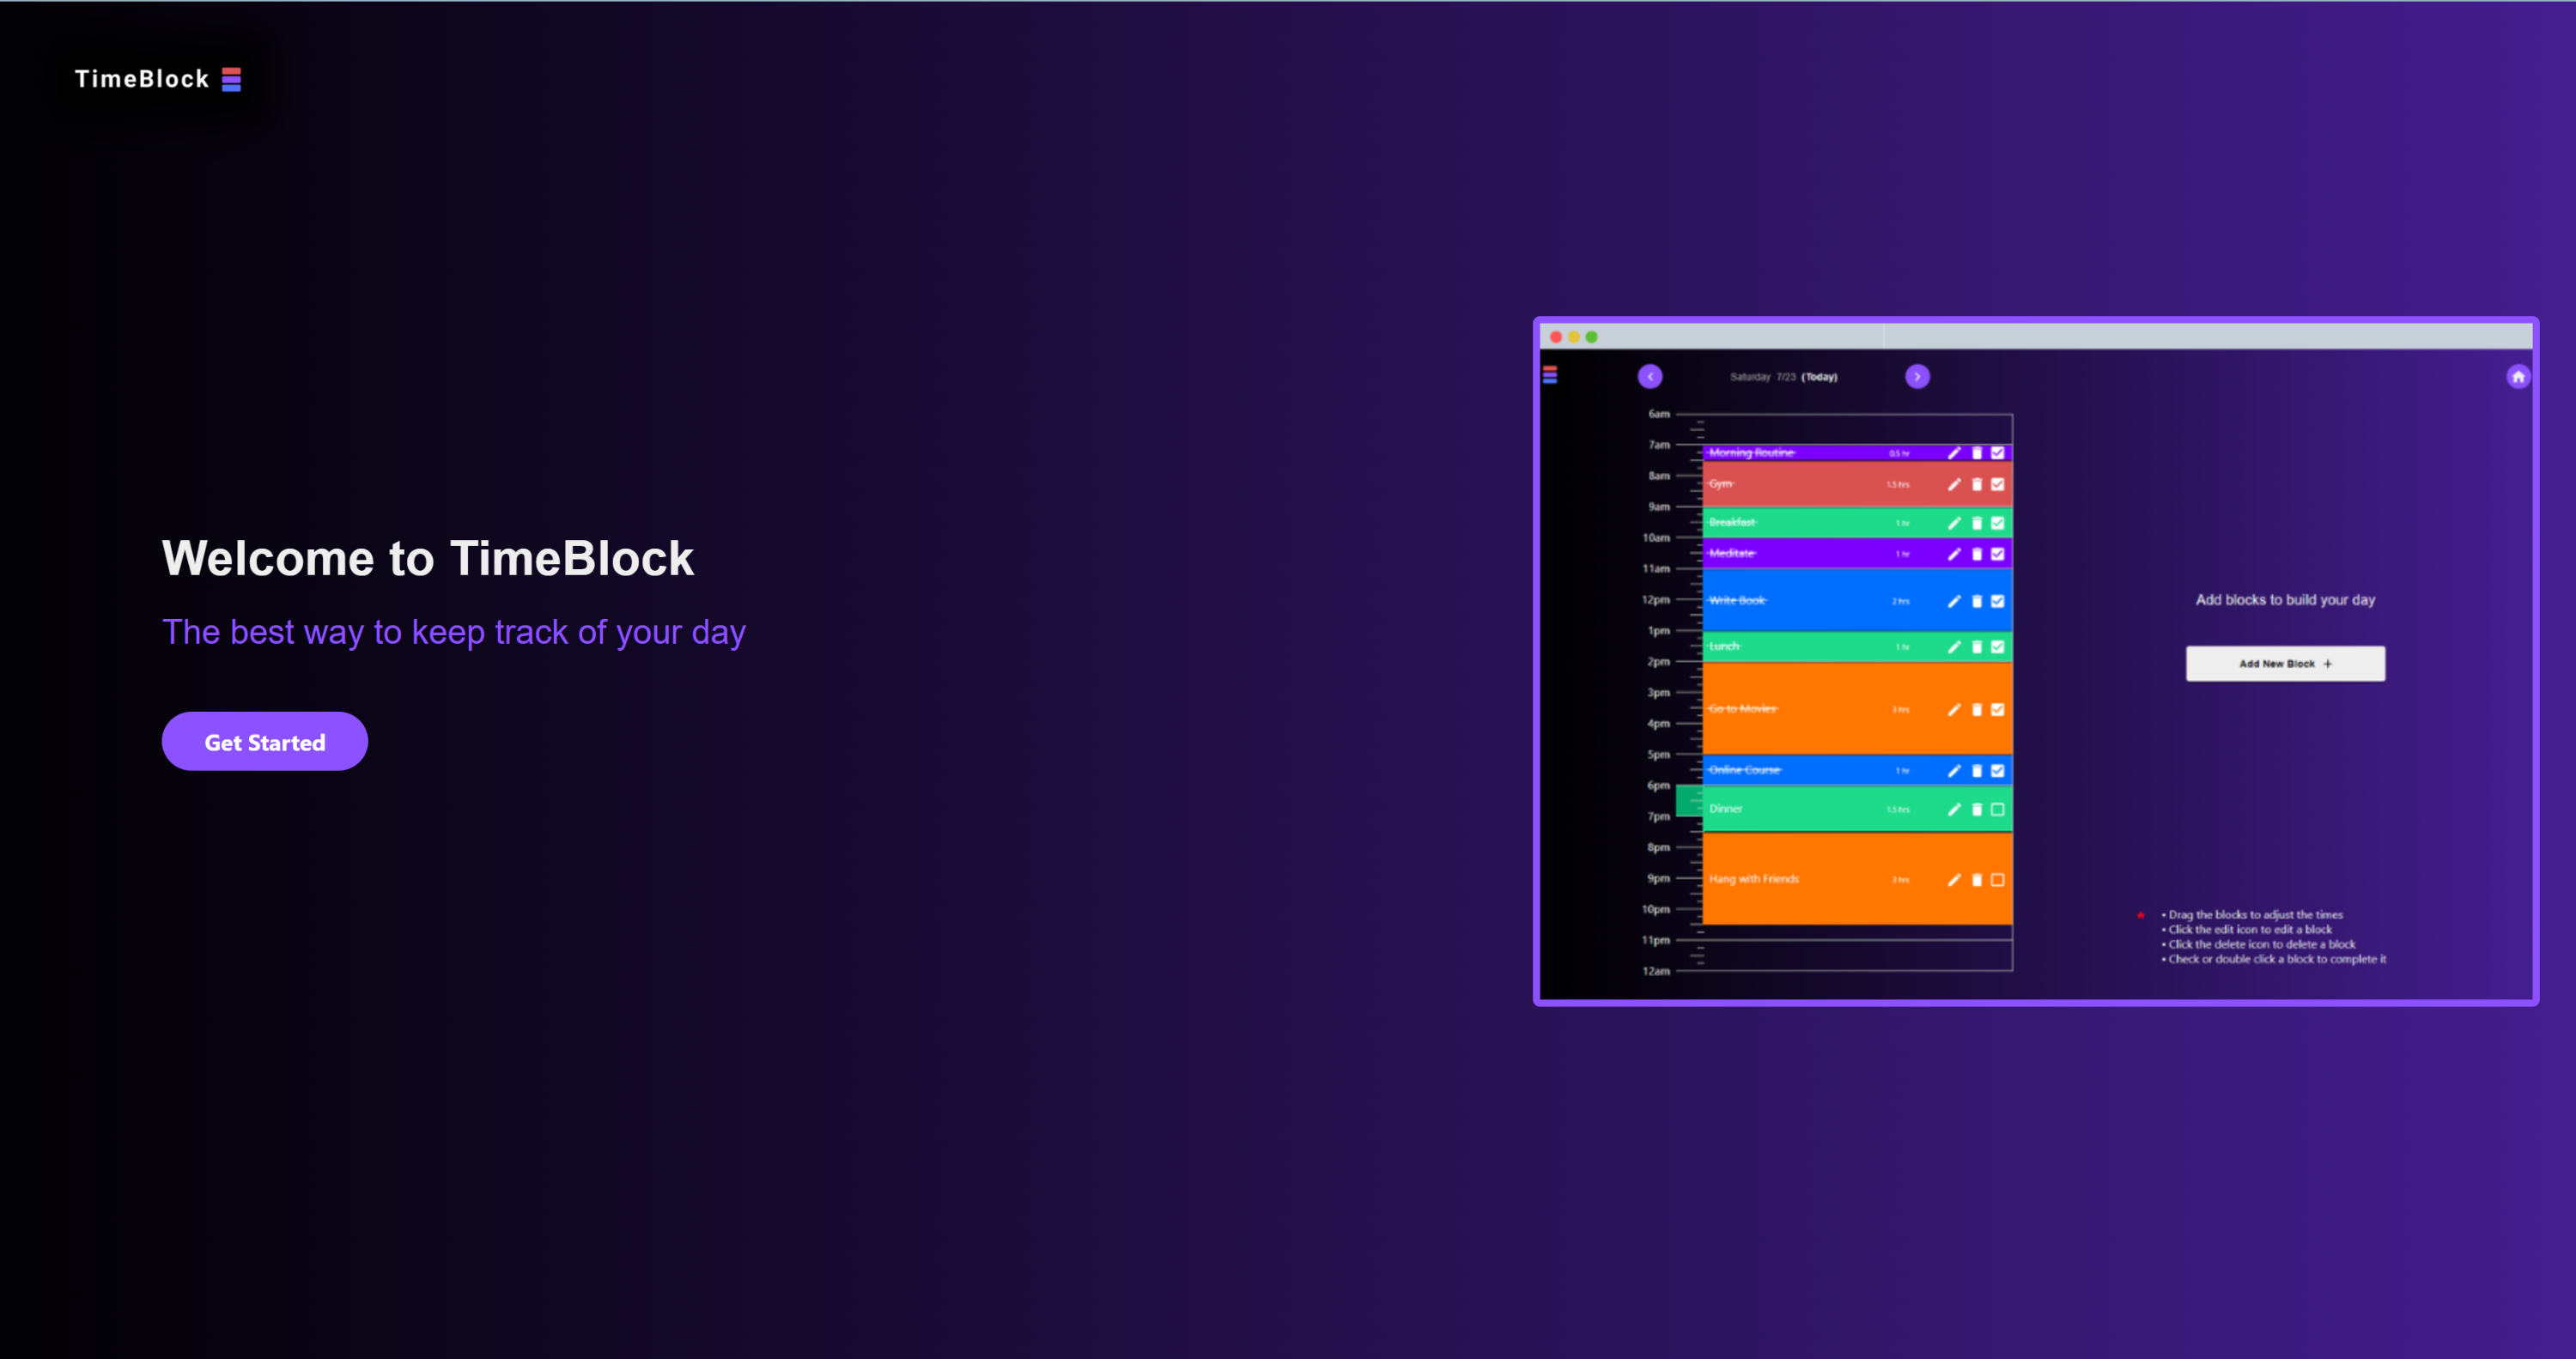 TimeBlock
Welcome to TimeBlock
The best way to keep track of your day
Get Started
Saturday 7/23 (Today)
6am
7am
Morning Routine 0.5 hr
8am
Gym 1.5 hrs
9am
Breakfast 1 hr
10am
Meditate 1 hr
11am
12pm
Write Book 2 hrs
1pm
Lunch 1 hr
2pm
3pm
Go to Movies 3 hrs
4pm
5pm
Online Course 1 hr
6pm
Dinner 1.5 hrs
7pm
8pm
9pm
Hang with Friends 3 hrs
10pm
11pm
12am
Add blocks to build your day
Add New Block +
* • Drag the blocks to adjust the times
• Click the edit icon to edit a block
• Click the delete icon to delete a block
• Check or double click a block to complete it